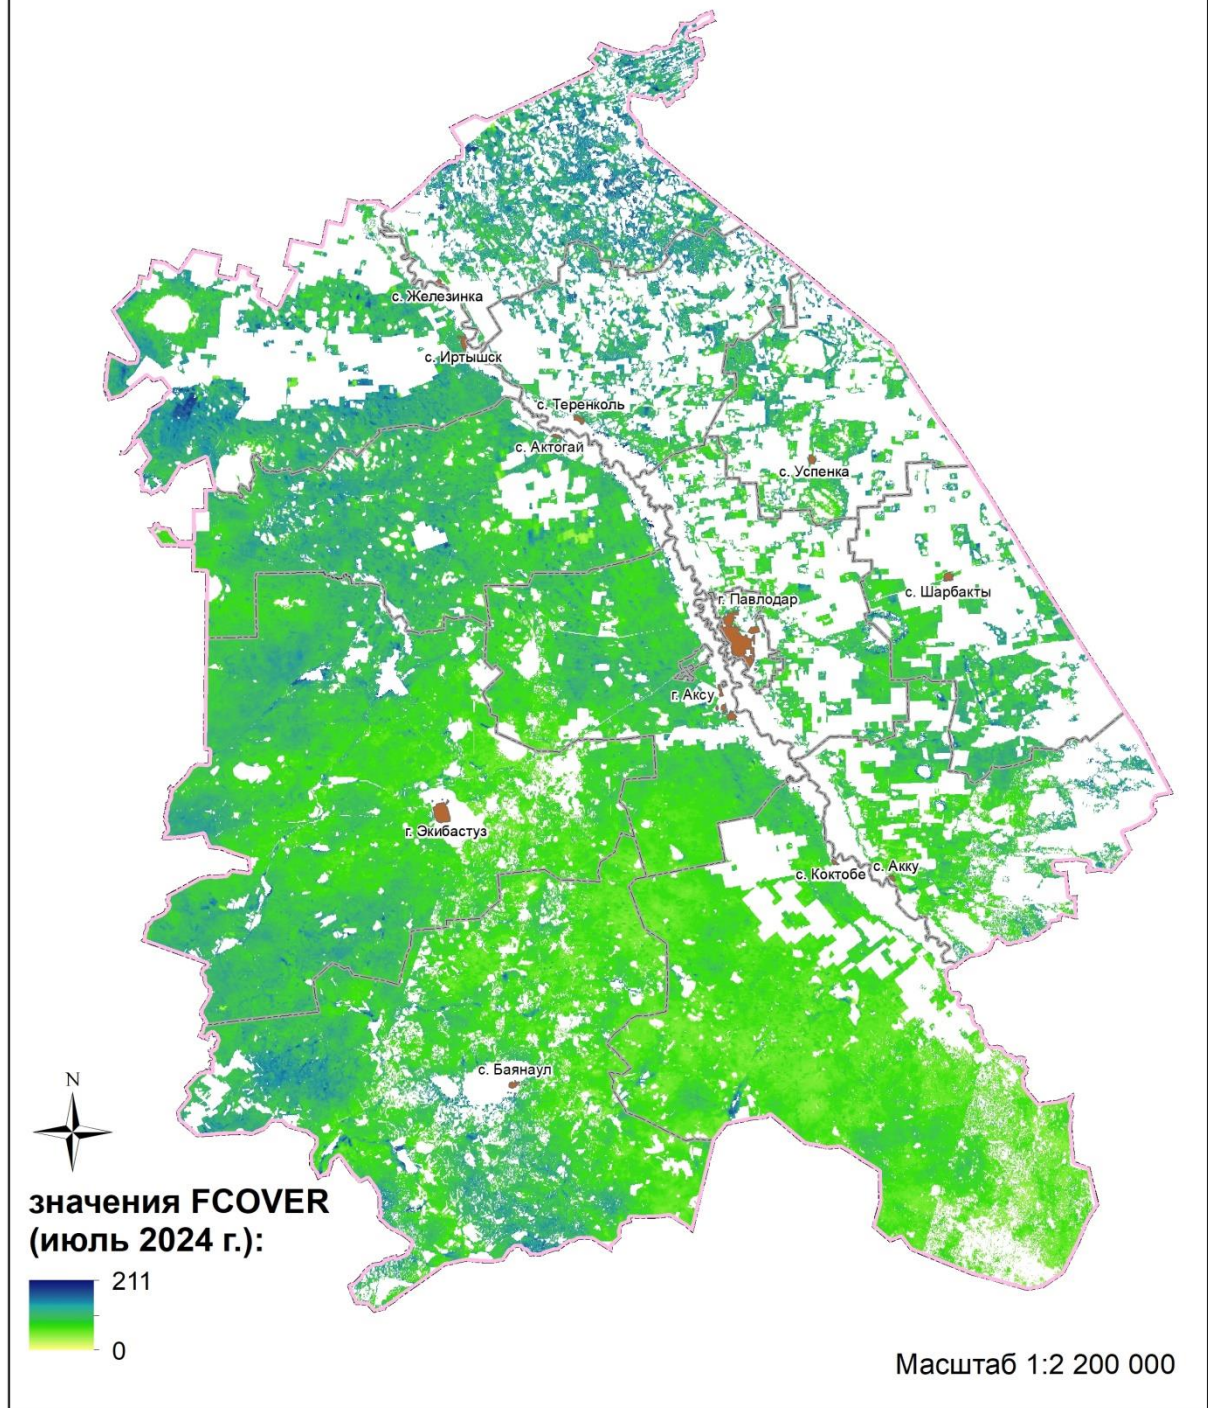 с. Железинка
с. Иртышск
с. Теренколь
с. Актогай
с. Успенка
с. Шарбакты
г. Павлодар
г. Аксу
г. Экибастуз
с. Коктобе
с. Акку
с. Баянаул
N
значения FCOVER
(июль 2024 г.):
211
0
Масштаб 1:2 200 000